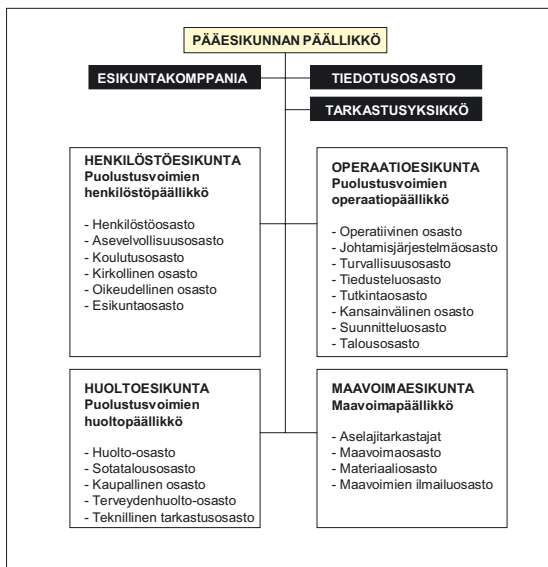 PÄÄESIKUNNAN PÄÄLLIKKÖ
ESIKUNTAKOMPPANIA
TIEDOTUSOSASTO
TARKASTUSYKSIKKÖ
HENKILÖSTÖESIKUNTA
Puolustusvoimien
henkilöstöpäällikkö
- Henkilöstöosasto
- Asevelvollisuusosasto
- Koulutusosasto
- Kirkollinen osasto
- Oikeudellinen osasto
- Esikuntaosasto
OPERAATIOESIKUNTA
Puolustusvoimien
operaatiopäällikkö
- Operatiivinen osasto
- Johtamisjärjestelmäosasto
- Turvallisuusosasto
- Tiedusteluosasto
- Tutkintaosasto
- Kansainvälinen osasto
- Suunnitteluosasto
- Talousosasto
HUOLTOESIKUNTA
Puolustusvoimien
huoltopäällikkö
- Huolto-osasto
- Sotatalousosasto
- Kaupallinen osasto
- Terveydenhuolto-osasto
- Teknillinen tarkastusosasto
MAAVOIMAESIKUNTA
Maavoimapäällikkö
- Aselajitarkastajat
- Maavoimaosasto
- Materiaaliosasto
- Maavoimien ilmailuosasto